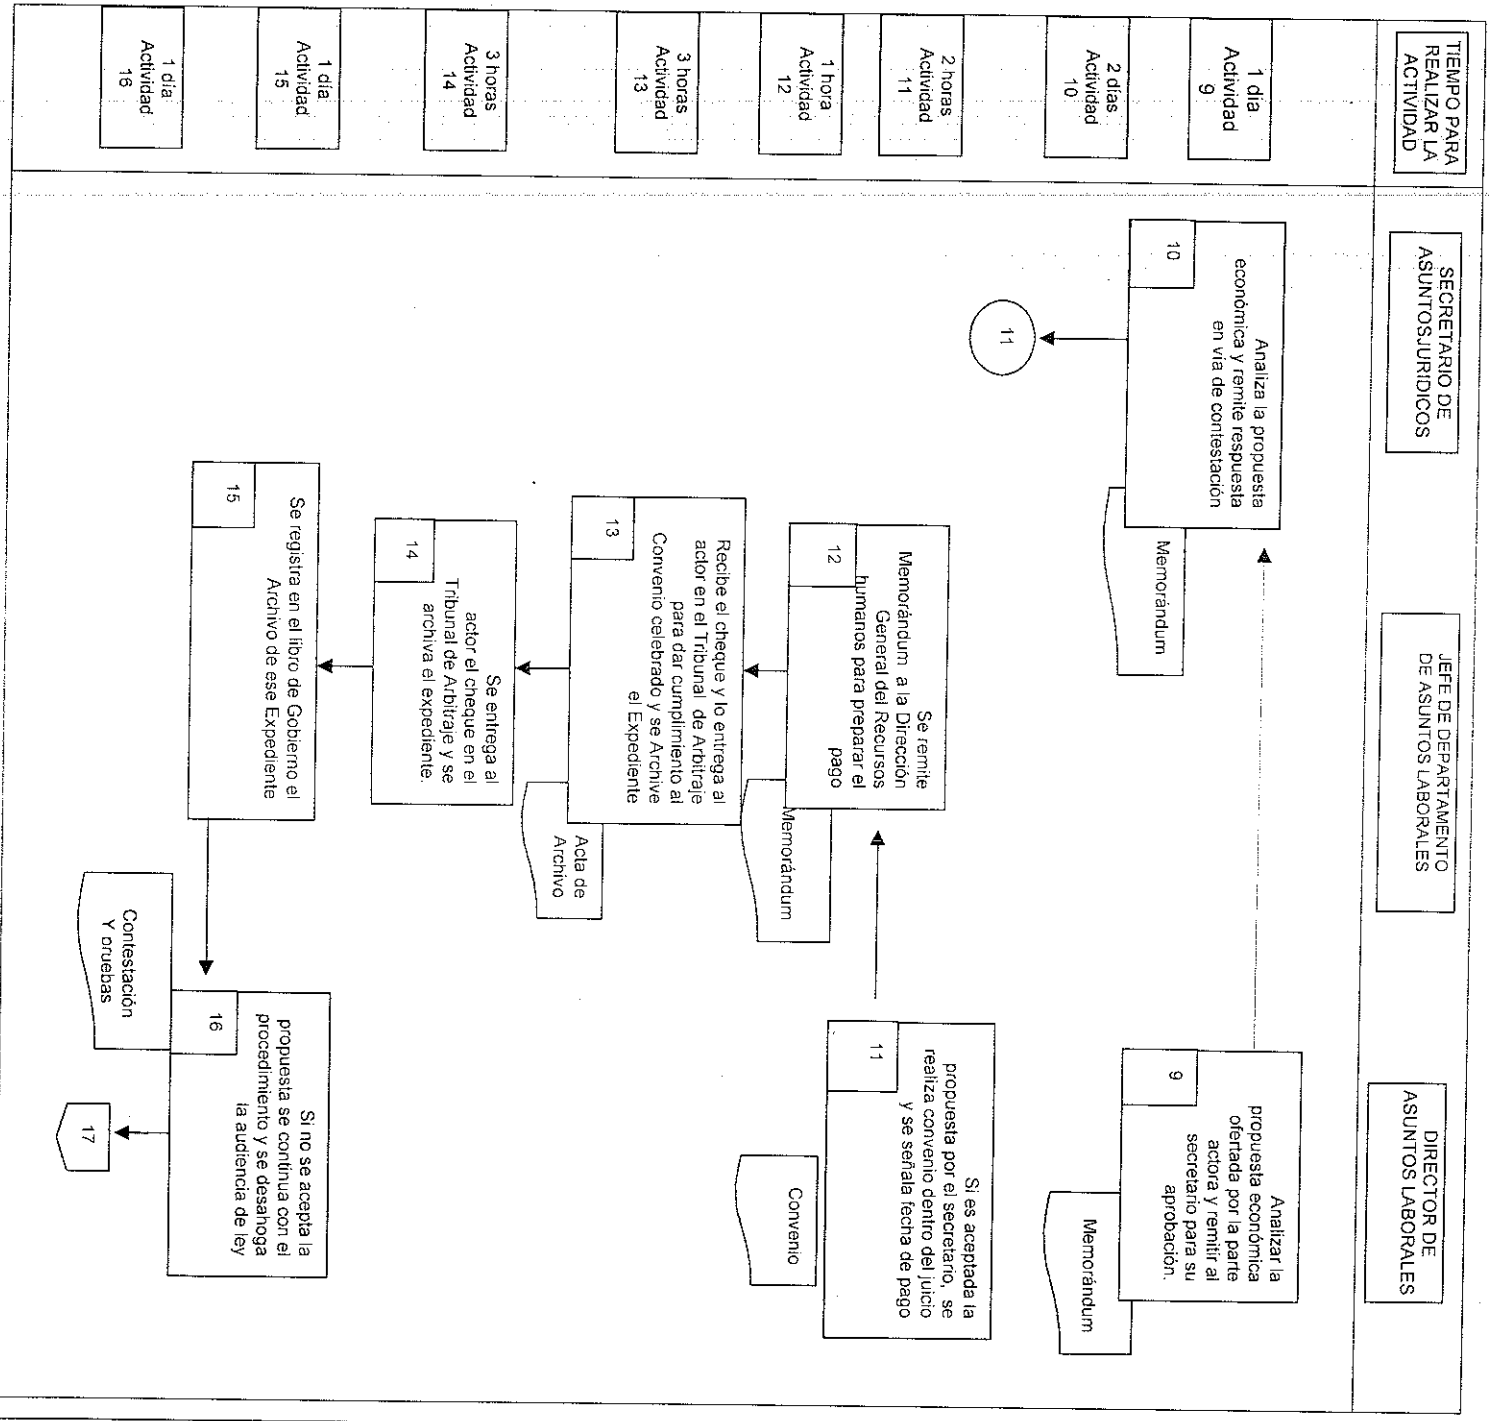 TIEMPO PARA
REALIZAR LA
ACTIVIDAD
SECRETARIO DE
ASUNTOSJURIDICOS
JEFE DE DEPARTAMENTO
DE ASUNTOS LABORALES
DIRECTOR DE
ASUNTOS LABORALES
1 día
Actividad
9
2 días
Actividad
10
2 horas
Actividad
11
1 hora
Actividad
12
3 horas
Actividad
13
3 horas
Actividad
14
1 día
Actividad
15
1 día
Actividad
16
Analizar la
propuesta económica
ofertada por la parte
actora y remitir al
secretario para su
aprobación.
9
Memorándum
Analiza la propuesta
económica y remite respuesta
en vía de contestación
10
Memorándum
11
Si es aceptada la
propuesta por el secretario, se
realiza convenio dentro del juicio
y se señala fecha de pago
11
Convenio
Se remite
Memorándum a la Dirección
General del Recursos
humanos para preparar el
pago
12
Memorándum
Recibe el cheque y lo entrega al
actor en el Tribunal de Arbitraje
para dar cumplimiento al
Convenio celebrado y se Archive
el Expediente
13
Acta de
Archivo
Se entrega al
actor el cheque en el
Tribunal de Arbitraje y se
archiva el expediente.
14
Se registra en el libro de Gobierno el
Archivo de ese Expediente
15
Si no se acepta la
propuesta se continua con el
procedimiento y se desahoga
la audiencia de ley
16
Contestación
Y pruebas
17